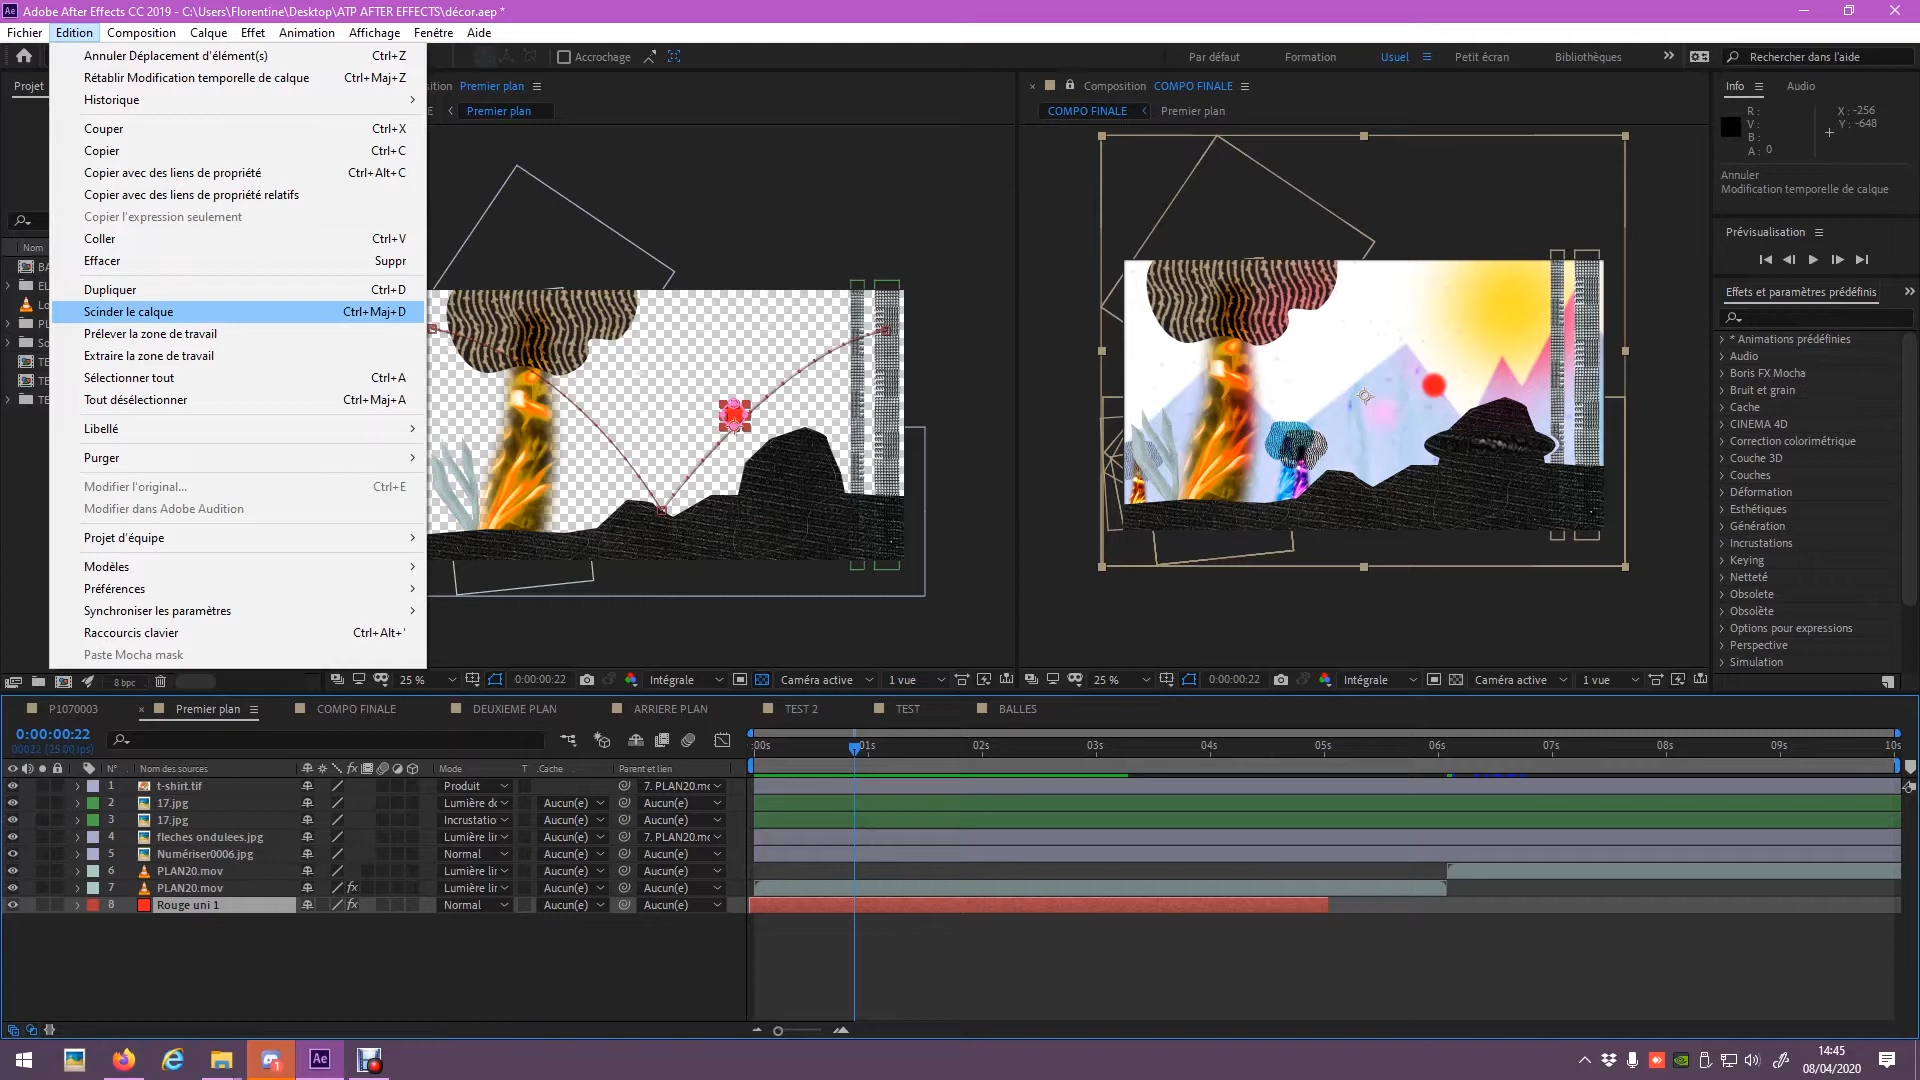 Adobe After Effects CC 2019 - C:\Users\Florentine\Desktop\ATP AFTER EFFECTS\décor.aep *
Fichier Edition Composition Calque Effet Animation Affichage Fenêtre Aide
Annuler Déplacement d'élément(s) Ctrl+Z
Rétablir Modification temporelle de calque Ctrl+Maj+Z
Historique
Couper Ctrl+X
Copier Ctrl+C
Copier avec des liens de propriété Ctrl+Alt+C
Copier avec des liens de propriété relatifs
Copier l'expression seulement
Coller Ctrl+V
Effacer Suppr
Dupliquer Ctrl+D
Scinder le calque Ctrl+Maj+D
Prélever la zone de travail
Extraire la zone de travail
Sélectionner tout Ctrl+A
Tout désélectionner Ctrl+Maj+A
Libellé
Purger
Modifier l'original... Ctrl+E
Modifier dans Adobe Audition
Projet d'équipe
Modèles
Préférences
Synchroniser les paramètres
Raccourcis clavier Ctrl+Alt+'
Paste Mocha mask
Accrochage
Par défaut Formation Usuel Petit écran Bibliothèques
Rechercher dans l'aide
Projet
Nom
8 bpc
Premier plan
Premier plan
Composition COMPO FINALE
COMPO FINALE Premier plan
25 % 0:00:00:22 Intégrale Caméra active 1 vue
25 % 0:00:00:22 Intégrale Caméra active 1 vue
Info Audio
R :
V :
B :
A : 0
X : -256
Y : -648
Annuler
Modification temporelle de calque
Prévisualisation
Effets et paramètres prédéfinis
* Animations prédéfinies
Audio
Boris FX Mocha
Bruit et grain
Cache
CINEMA 4D
Correction colorimétrique
Couche 3D
Couches
Déformation
Esthétiques
Génération
Incrustations
Keying
Netteté
Obsolete
Obsolète
Options pour expressions
Perspective
Simulation
P1070003 Premier plan COMPO FINALE DEUXIEME PLAN ARRIERE PLAN TEST 2 TEST BALLES
0:00:00:22
00022 (25.00 ips)
:00s 01s 02s 03s 04s 05s 06s 07s 08s 09s 10s
N° Nom des sources Mode T .Cache Parent et lien
1 t-shirt.tif Produit 7. PLAN20.mc
2 17.jpg Lumière do Aucun(e) Aucun(e)
3 17.jpg Incrustatio Aucun(e) Aucun(e)
4 fleches ondulees.jpg Lumière lir Aucun(e) 7. PLAN20.mc
5 Numériser0006.jpg Normal Aucun(e) Aucun(e)
6 PLAN20.mov Lumière lir Aucun(e) Aucun(e)
7 PLAN20.mov Lumière lir Aucun(e) Aucun(e)
8 Rouge uni 1 Normal Aucun(e) Aucun(e)
14:45
08/04/2020